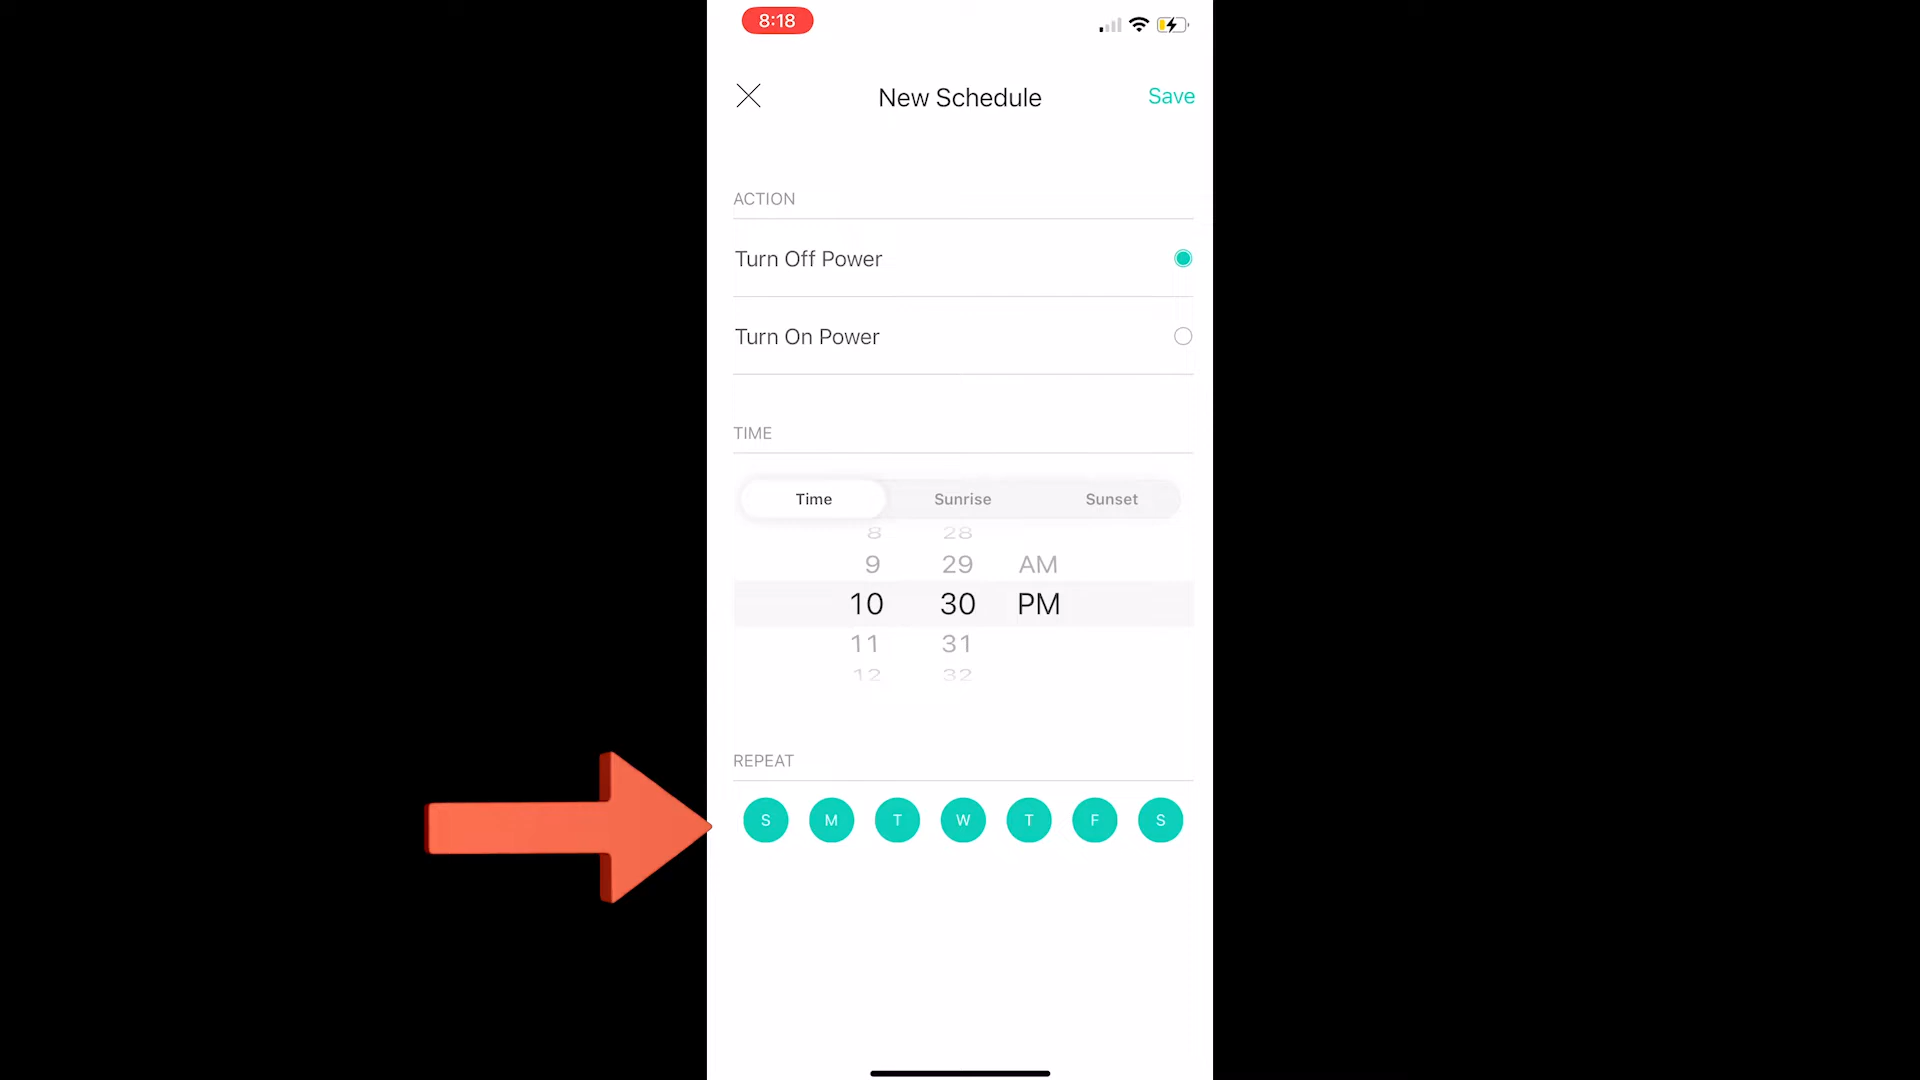 8:18
New Schedule Save
ACTION
Turn Off Power
Turn On Power
TIME
Time Sunrise Sunset
8 28
9 29 AM
10 30 PM
11 31
12 32
REPEAT
S M T W T F S